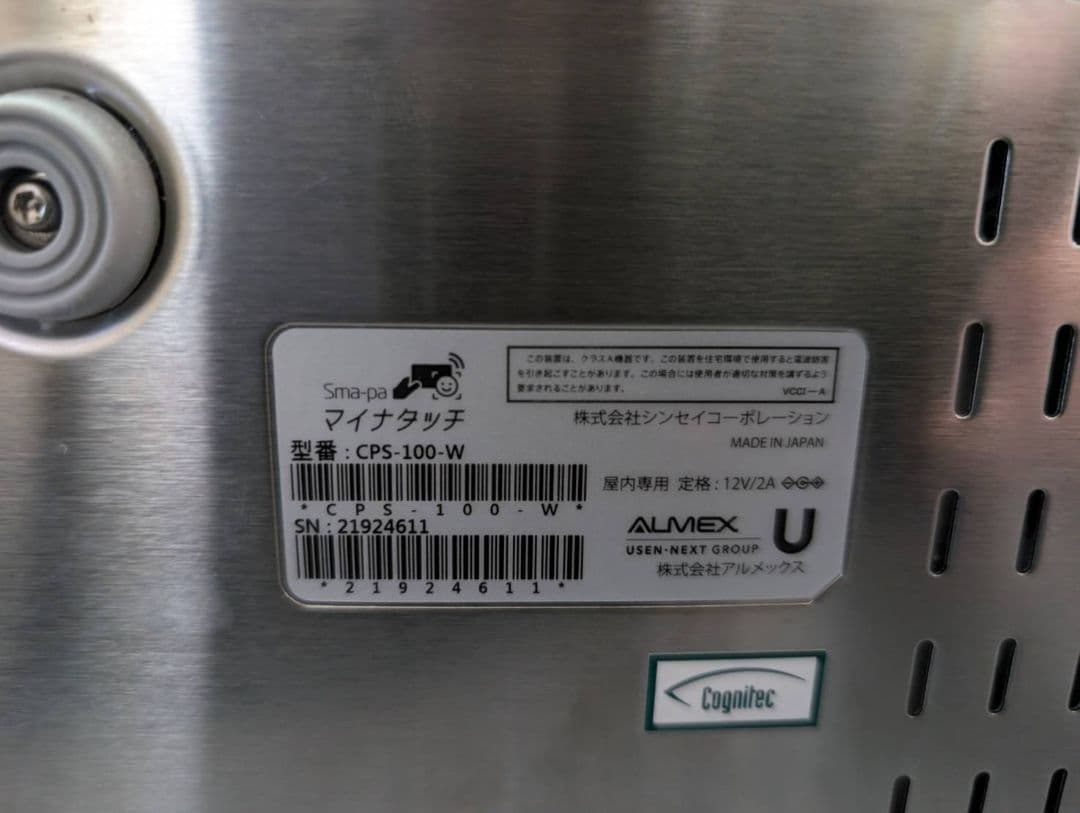 Sma-pa
マイナタッチ
型番：CPS-100-W
*CPS-100-W*
SN：21924611
*21924611*
この装置は、クラスA機器です。この装置を住宅環境で使用すると電波妨害
を引き起こすことがあります。この場合には使用者が適切な対策を講ずるよう
要求されることがあります。
VCCI－A
株式会社シンセイコーポレーション
MADE IN JAPAN
屋内専用 定格：12V/2A
ALMEX
USEN-NEXT GROUP
U
株式会社アルメックス
Cognitec